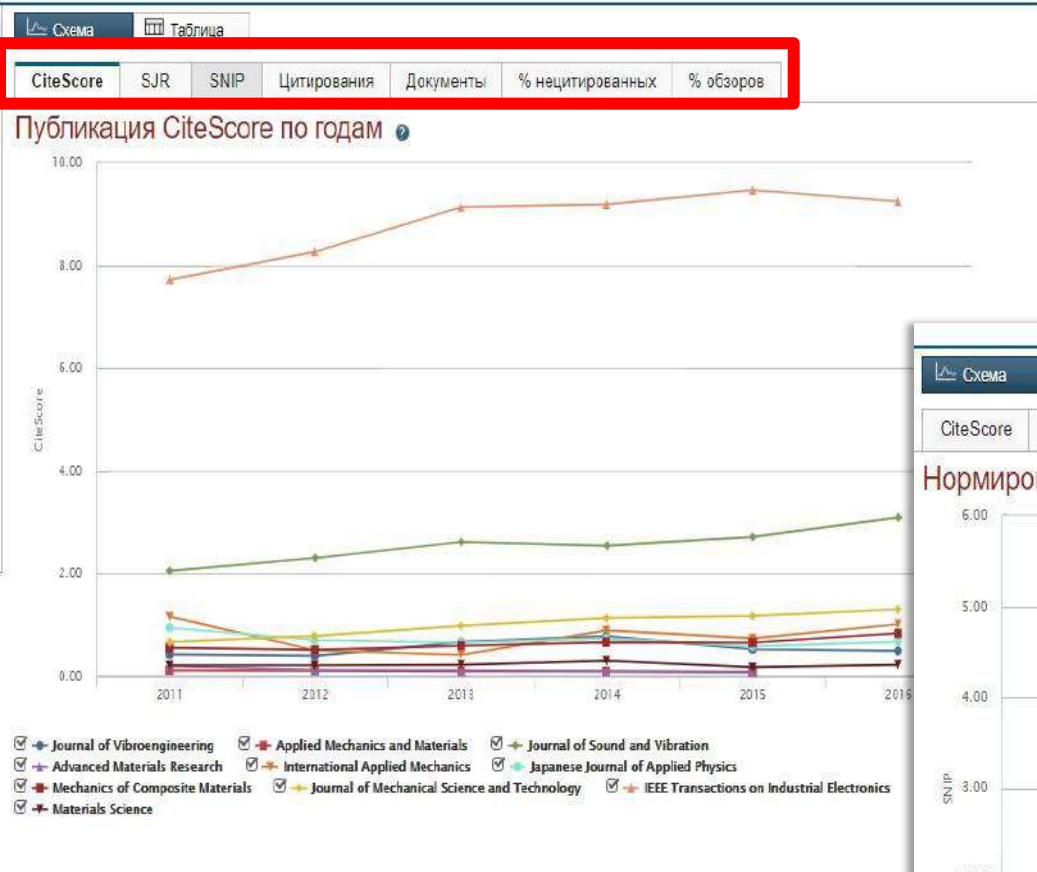 Схема Таблица
CiteScore SJR SNIP Цитирования Документы % нецитированных % обзоров
Публикация CiteScore по годам
10.00
8.00
6.00
4.00
2.00
0.00
CiteScore
2011 2012 2013 2014 2015 2016
Journal of Vibroengineering Applied Mechanics and Materials Journal of Sound and Vibration
Advanced Materials Research International Applied Mechanics Japanese Journal of Applied Physics
Mechanics of Composite Materials Journal of Mechanical Science and Technology IEEE Transactions on Industrial Electronics
Materials Science
Схема
CiteScore
6.00
5.00
4.00
3.00
SNIP